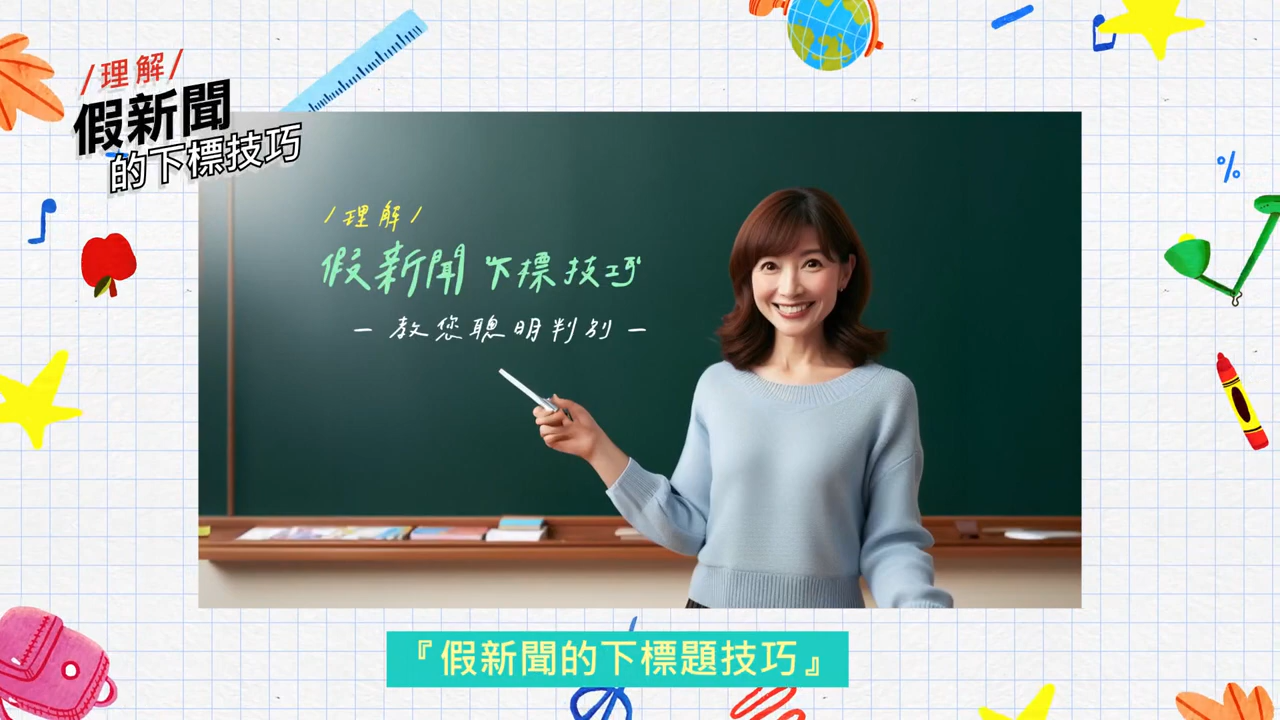 /理解/
假新聞
的下標技巧
/理解/
假新聞下標技巧
— 教您聰明判別 —
『假新聞的下標題技巧』
%